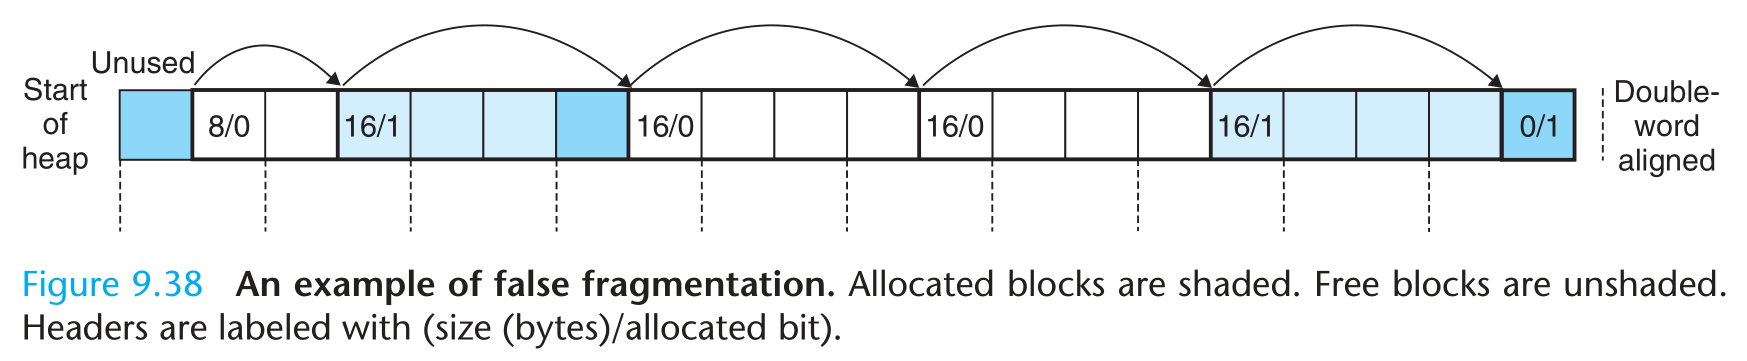 Unused
Start
of
heap
8/0
16/1
16/0
16/0
16/1
0/1
Double-
word
aligned
Figure 9.38 An example of false fragmentation. Allocated blocks are shaded. Free blocks are unshaded.
Headers are labeled with (size (bytes)/allocated bit).